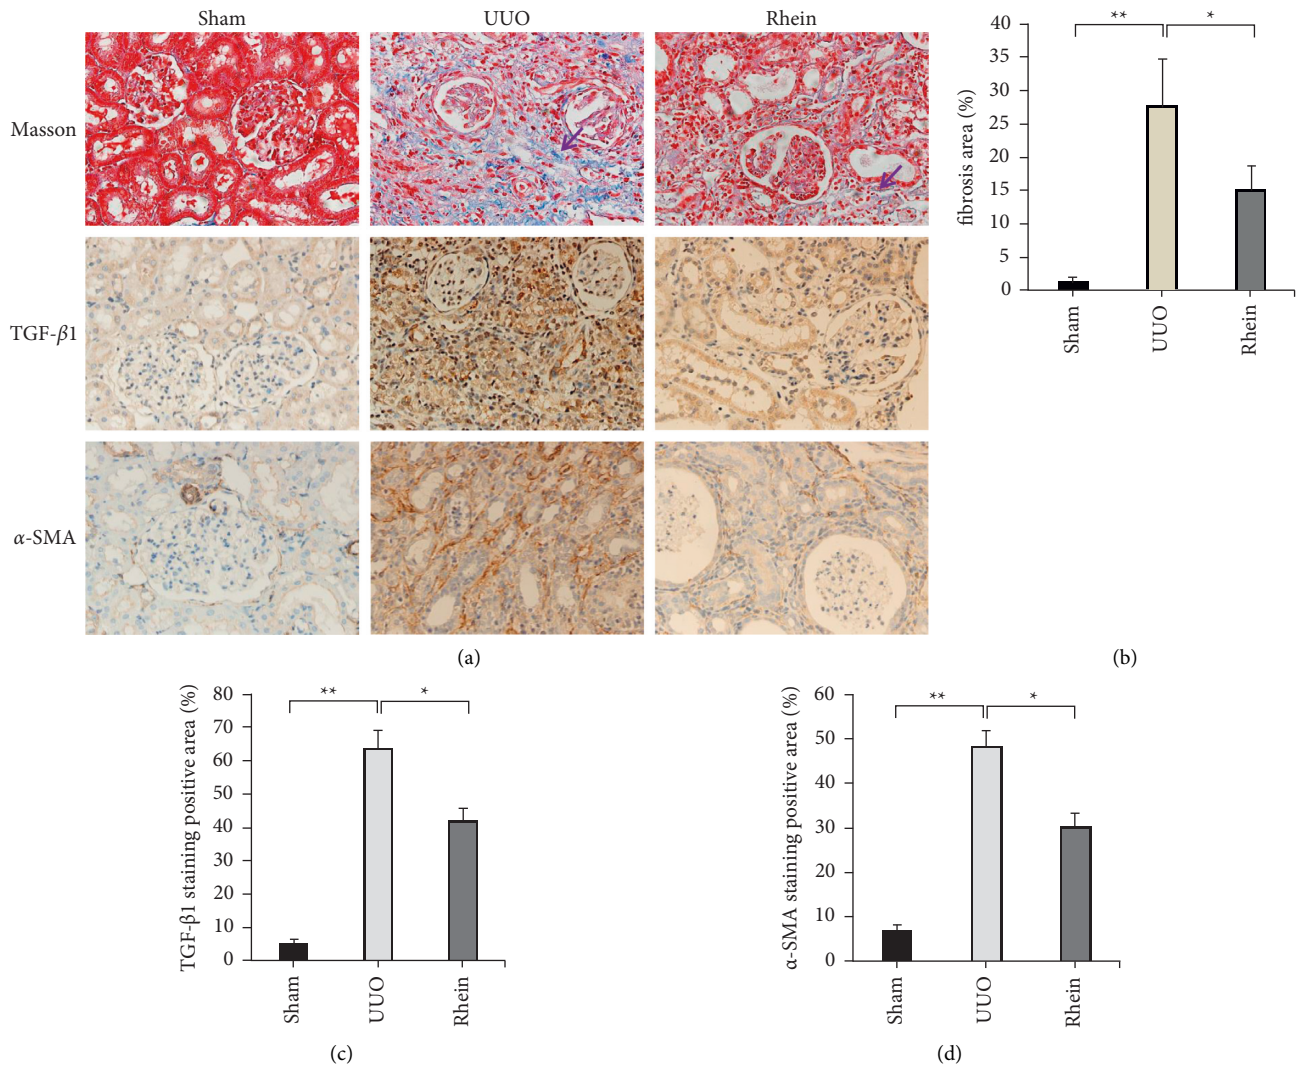 Sham UUO Rhein
Masson
TGF-β1
α-SMA
(a)
fibrosis area (%)
40
35
30
25
20
15
10
5
0
** *
Sham UUO Rhein
(b)
TGF-β1 staining positive area (%)
80
70
60
50
40
30
20
10
0
** *
Sham UUO Rhein
(c)
α-SMA staining positive area (%)
60
50
40
30
20
10
0
** *
Sham UUO Rhein
(d)